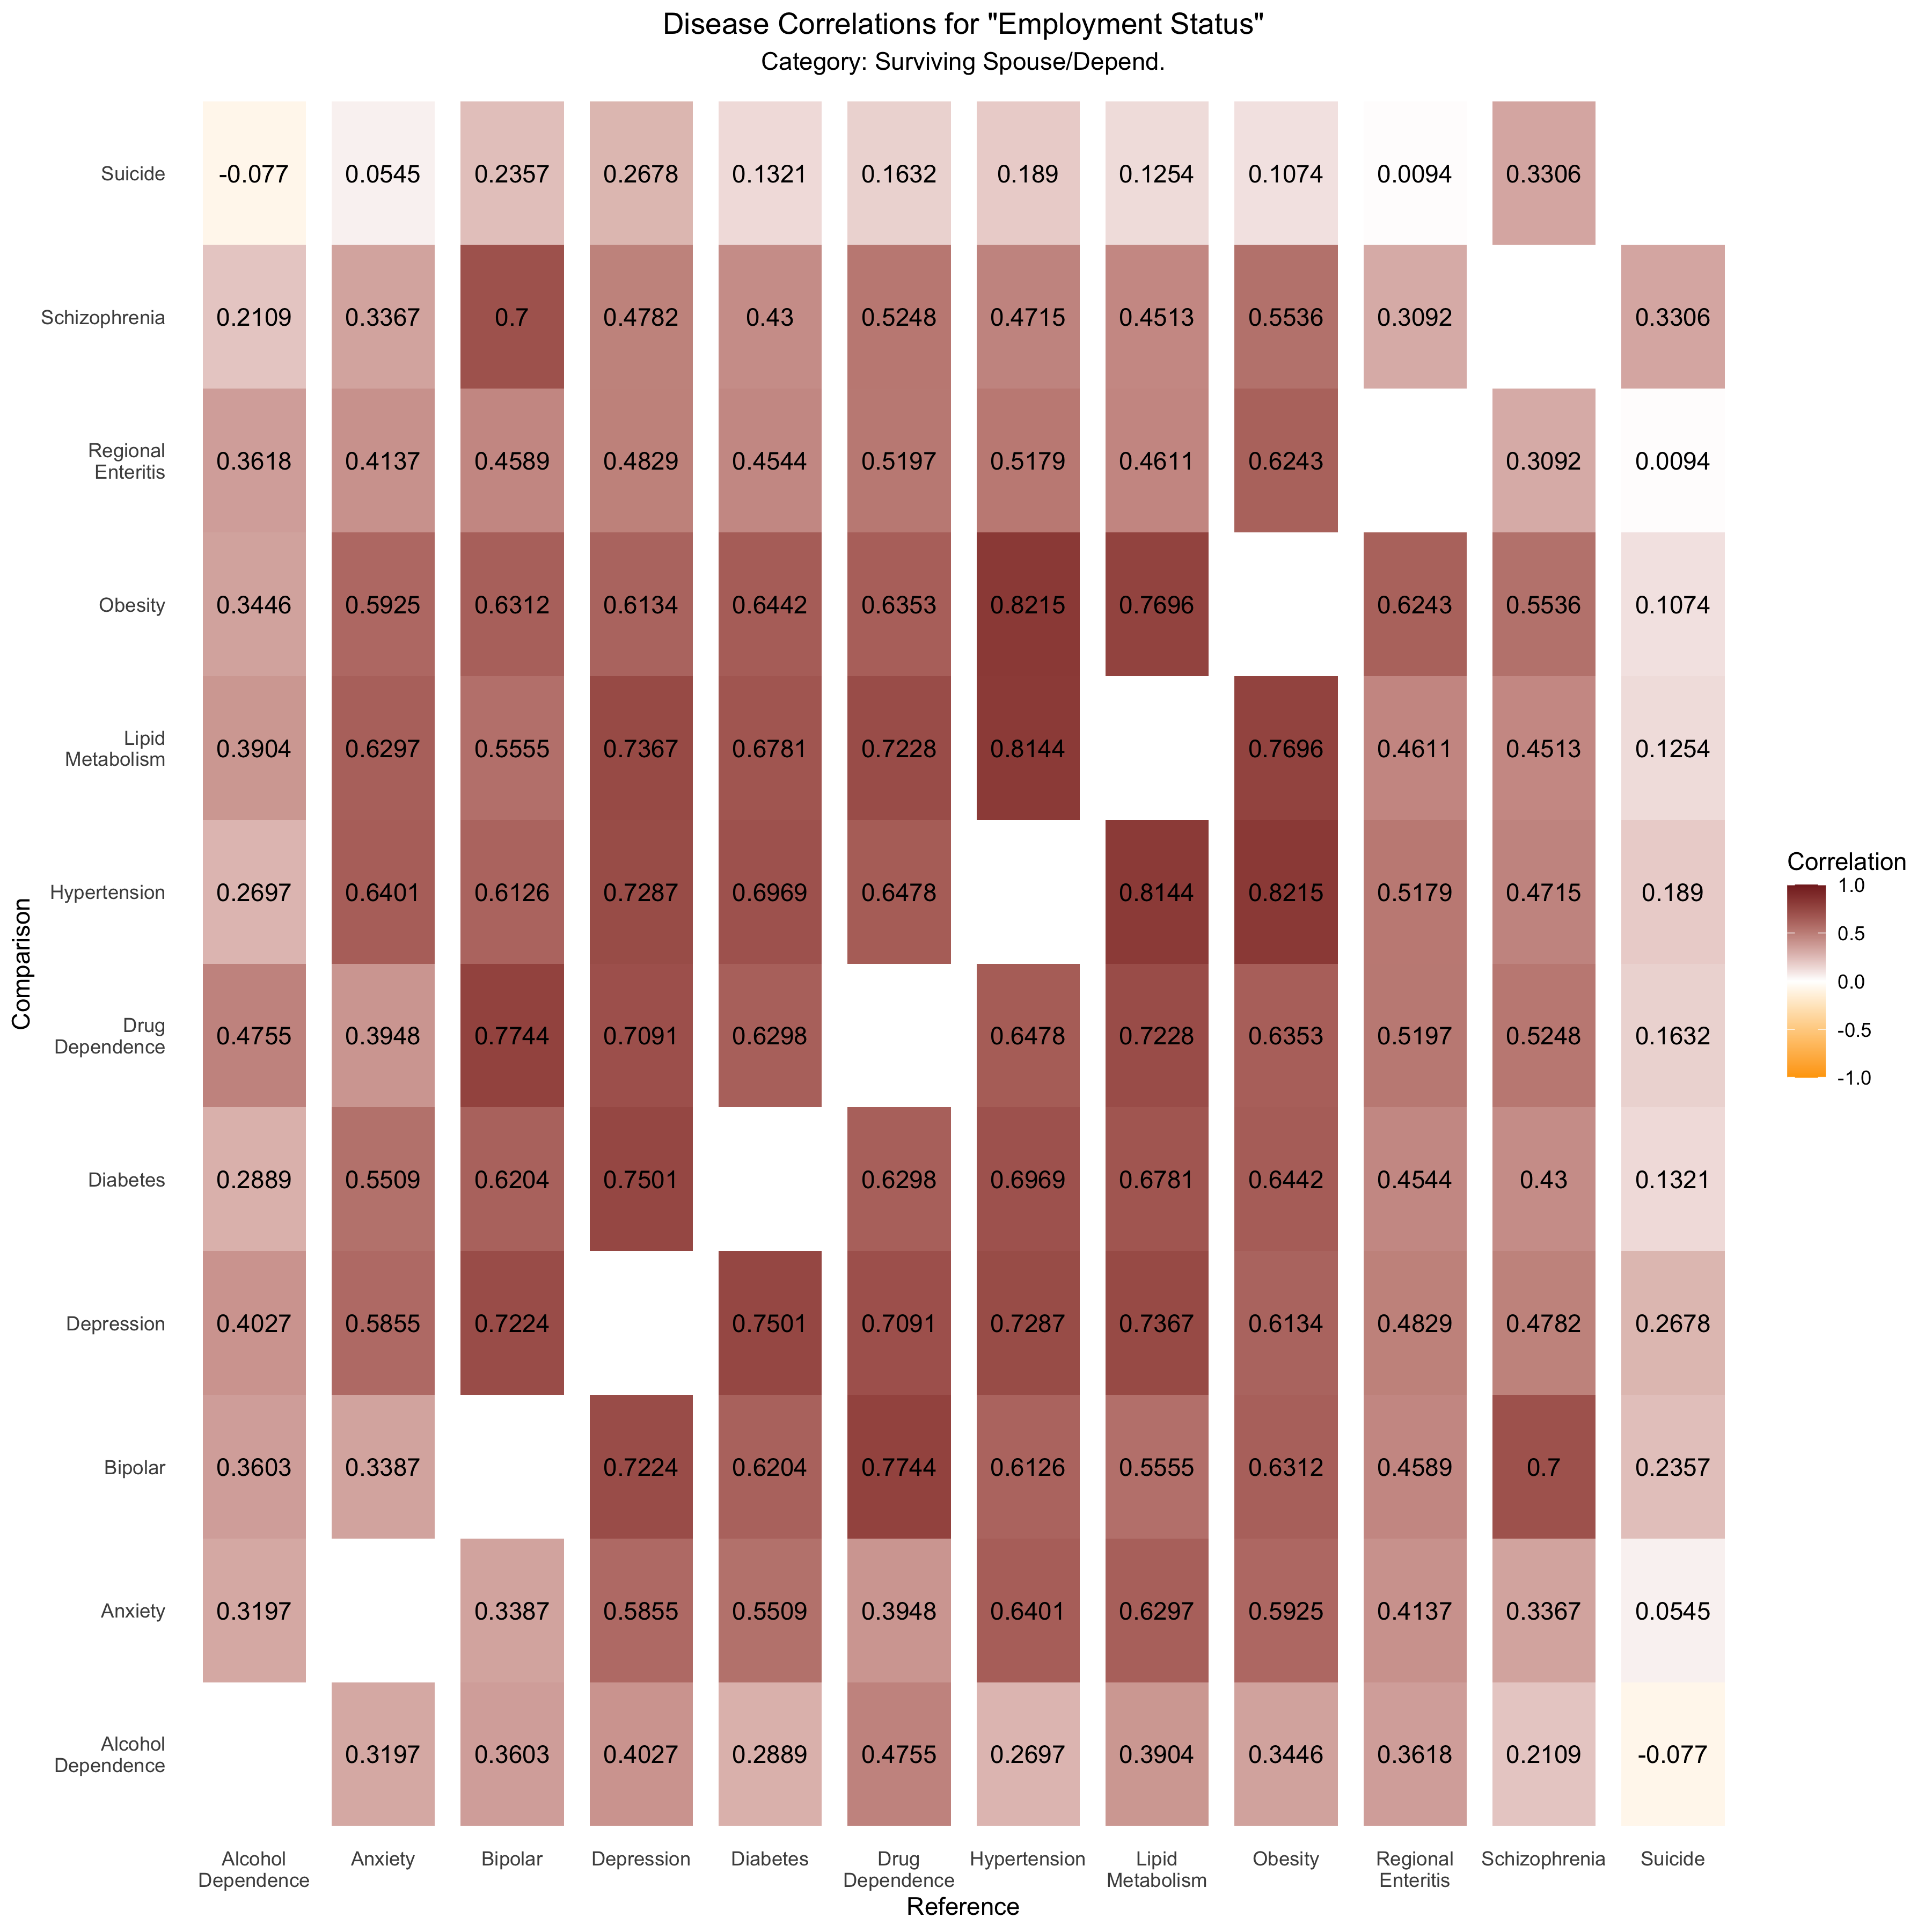 Disease Correlations for "Employment Status"
Category: Surviving Spouse/Depend.
Comparison
Suicide
-0.077 0.0545 0.2357 0.2678 0.1321 0.1632 0.189 0.1254 0.1074 0.0094 0.3306
Schizophrenia
0.2109 0.3367 0.7 0.4782 0.43 0.5248 0.4715 0.4513 0.5536 0.3092 0.3306
Regional
Enteritis
0.3618 0.4137 0.4589 0.4829 0.4544 0.5197 0.5179 0.4611 0.6243 0.3092 0.0094
Obesity
0.3446 0.5925 0.6312 0.6134 0.6442 0.6353 0.8215 0.7696 0.6243 0.5536 0.1074
Lipid
Metabolism
0.3904 0.6297 0.5555 0.7367 0.6781 0.7228 0.8144 0.7696 0.4611 0.4513 0.1254
Hypertension
0.2697 0.6401 0.6126 0.7287 0.6969 0.6478 0.8144 0.8215 0.5179 0.4715 0.189
Drug
Dependence
0.4755 0.3948 0.7744 0.7091 0.6298 0.6478 0.7228 0.6353 0.5197 0.5248 0.1632
Diabetes
0.2889 0.5509 0.6204 0.7501 0.6298 0.6969 0.6781 0.6442 0.4544 0.43 0.1321
Depression
0.4027 0.5855 0.7224 0.7501 0.7091 0.7287 0.7367 0.6134 0.4829 0.4782 0.2678
Bipolar
0.3603 0.3387 0.7224 0.6204 0.7744 0.6126 0.5555 0.6312 0.4589 0.7 0.2357
Anxiety
0.3197 0.3387 0.5855 0.5509 0.3948 0.6401 0.6297 0.5925 0.4137 0.3367 0.0545
Alcohol
Dependence
0.3197 0.3603 0.4027 0.2889 0.4755 0.2697 0.3904 0.3446 0.3618 0.2109 -0.077
Alcohol
Dependence
Anxiety
Bipolar
Depression
Diabetes
Drug
Dependence
Hypertension
Lipid
Metabolism
Obesity
Regional
Enteritis
Schizophrenia
Suicide
Reference
Correlation
1.0
0.5
0.0
-0.5
-1.0